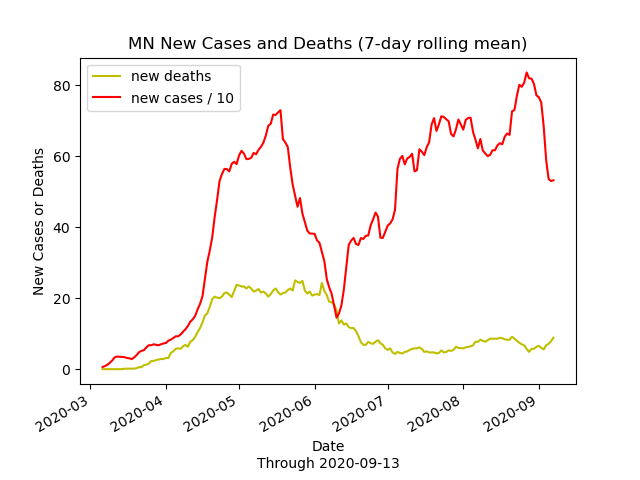 MN New Cases and Deaths (7-day rolling mean)
new deaths
new cases / 10
New Cases or Deaths
80
60
40
20
0
2020-03
2020-04
2020-05
2020-06
2020-07
2020-08
2020-09
Date
Through 2020-09-13